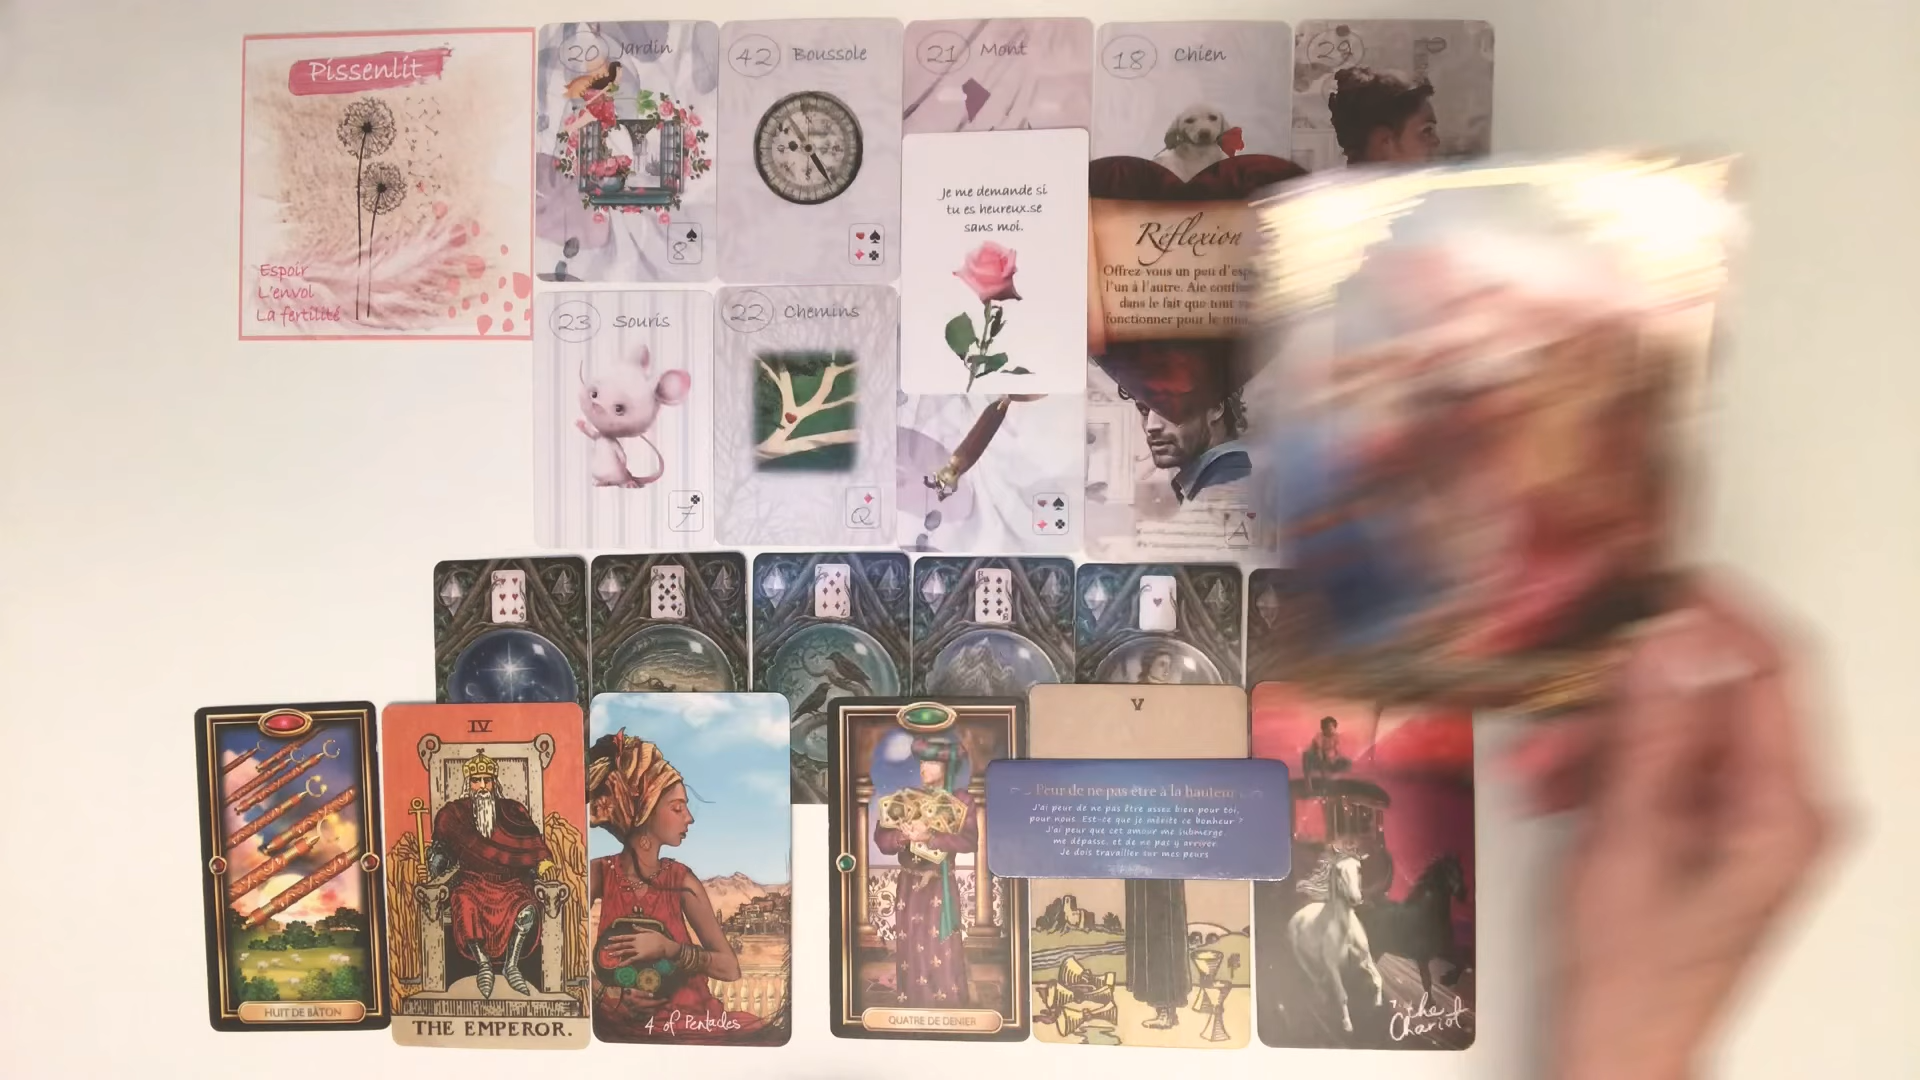 Pissenlit
Espoir
L'envol
La fertilité
20 Jardin
8
42 Boussole
21 Mont
18 Chien
29
Je me demande si
tu es heureux.se
sans moi.
Réflexion
Offrez vous un peu d'esp
l'un à l'autre. Aie confi
dans le fait que tout
fonctionner pour le
23 Souris
7
22 Chemins
Q
A
HUIT DE BÂTON
IV
THE EMPEROR.
4 of Pentacles
QUATRE DE DENIER
V
Peur de ne pas être à la hauteur
J'ai peur de ne pas être assez bien pour toi,
pour nous. Est-ce que je mérite ce bonheur ?
J'ai peur que cet amour me submerge,
me dépasse, et de ne pas y arriver.
Je dois travailler sur mes peurs
7 the
Chariot